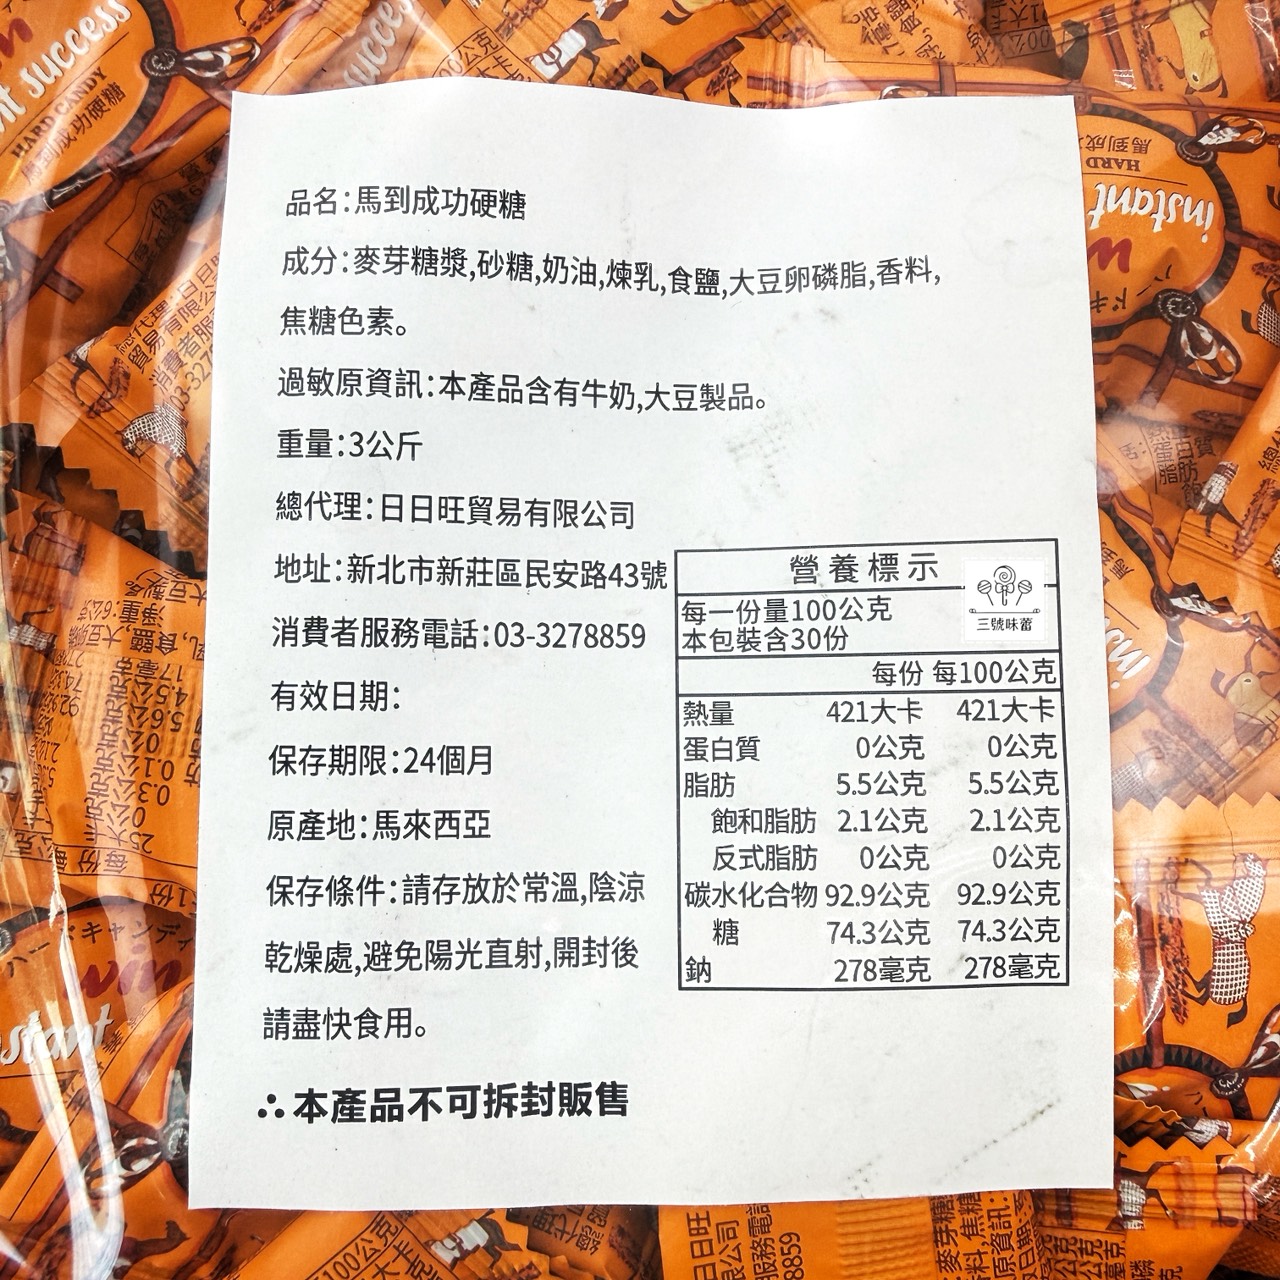 品名:馬到成功硬糖
成分:麥芽糖漿,砂糖,奶油,煉乳,食鹽,大豆卵磷脂,香料,
焦糖色素。
過敏原資訊:本產品含有牛奶,大豆製品。
重量:3公斤
總代理:日日旺貿易有限公司
地址:新北市新莊區民安路43號
消費者服務電話:03-3278859
有效日期:
保存期限:24個月
原產地:馬來西亞
保存條件:請存放於常溫,陰涼
乾燥處,避免陽光直射,開封後
請盡快食用。
∴本產品不可拆封販售
營養標示
三號味蕾
每一份量100公克
本包裝含30份
每份 每100公克
熱量 421大卡 421大卡
蛋白質 0公克 0公克
脂肪 5.5公克 5.5公克
飽和脂肪 2.1公克 2.1公克
反式脂肪 0公克 0公克
碳水化合物 92.9公克 92.9公克
糖 74.3公克 74.3公克
鈉 278毫克 278毫克
success
HARD CANDY
馬到成功硬糖
instant
HARD